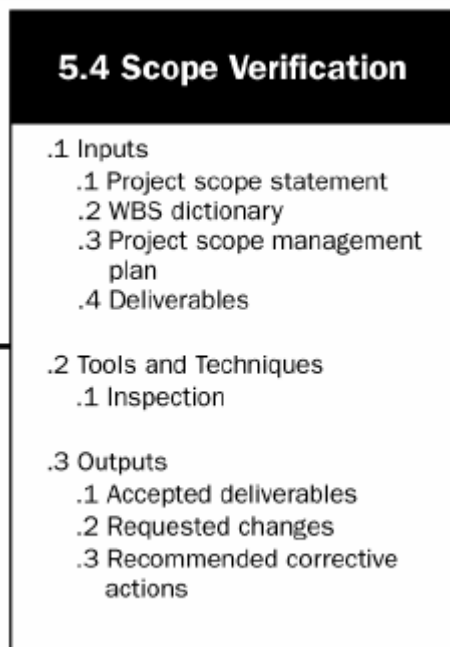 5.4 Scope Verification
.1 Inputs
.1 Project scope statement
.2 WBS dictionary
.3 Project scope management
plan
.4 Deliverables
.2 Tools and Techniques
.1 Inspection
.3 Outputs
.1 Accepted deliverables
.2 Requested changes
.3 Recommended corrective
actions